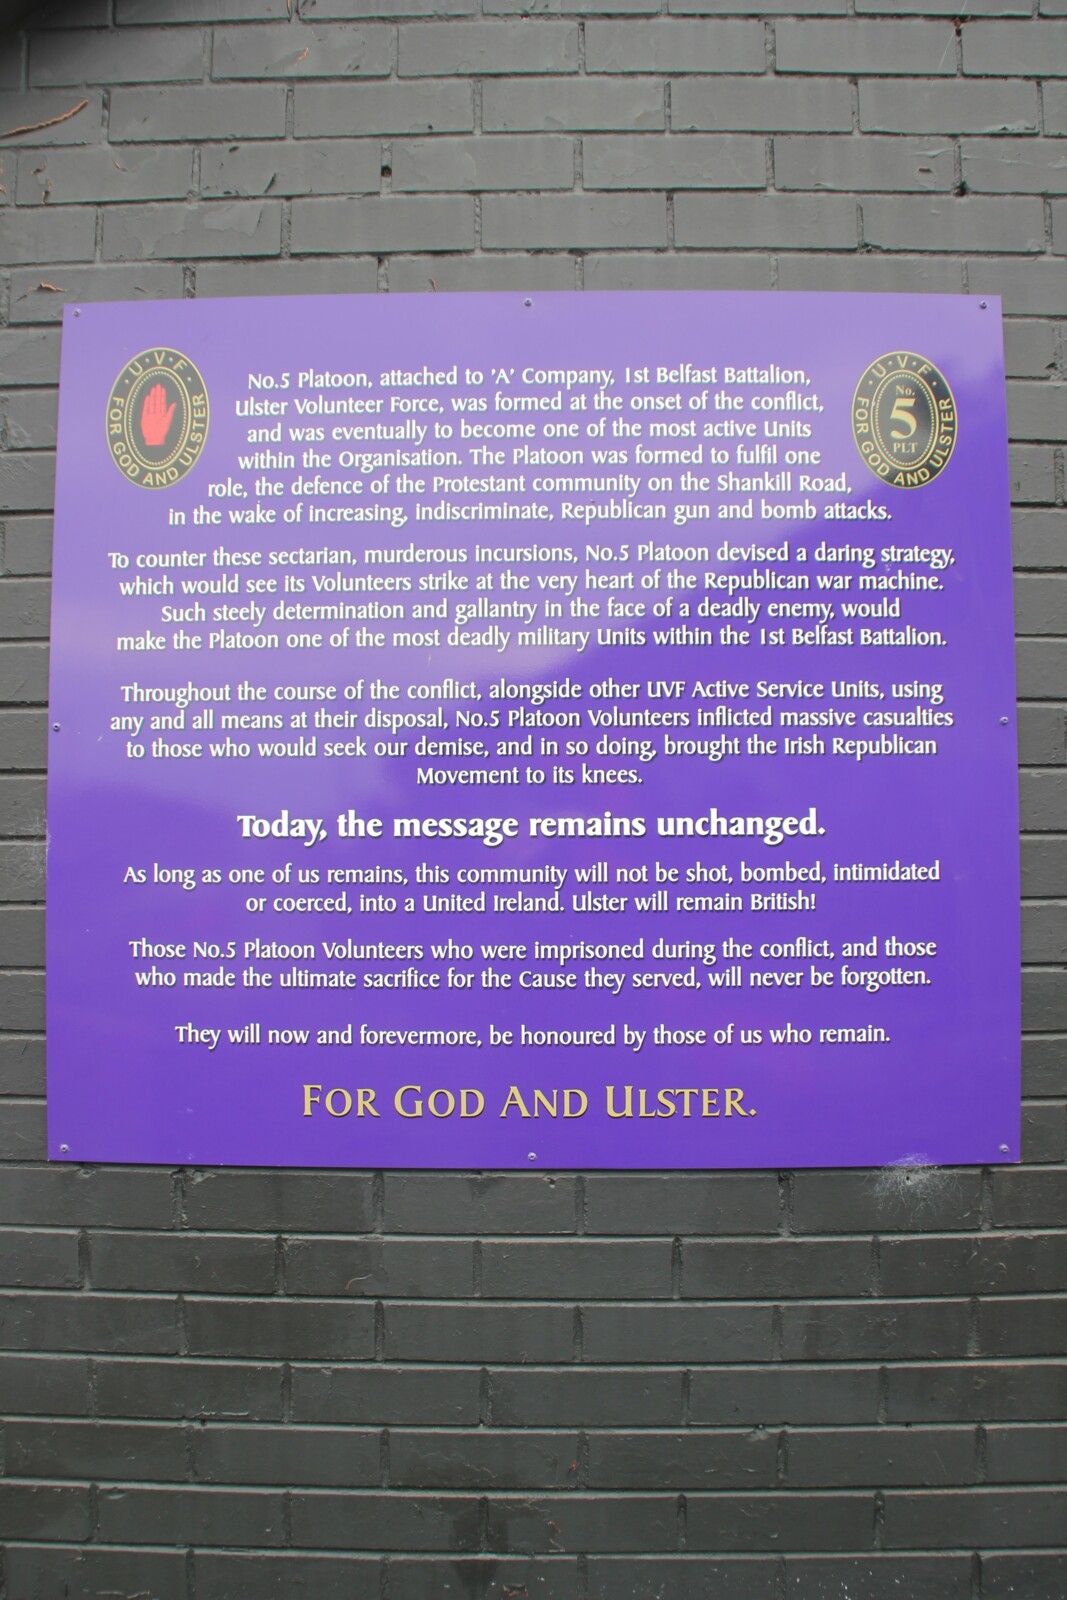 · U · V · F ·
FOR GOD AND ULSTER
· U · V · F ·
FOR GOD AND ULSTER
No.
5
PLT
No.5 Platoon, attached to 'A' Company, 1st Belfast Battalion,
Ulster Volunteer Force, was formed at the onset of the conflict,
and was eventually to become one of the most active Units
within the Organisation. The Platoon was formed to fulfil one
role, the defence of the Protestant community on the Shankill Road,
in the wake of increasing, indiscriminate, Republican gun and bomb attacks.
To counter these sectarian, murderous incursions, No.5 Platoon devised a daring strategy,
which would see its Volunteers strike at the very heart of the Republican war machine.
Such steely determination and gallantry in the face of a deadly enemy, would
make the Platoon one of the most deadly military Units within the 1st Belfast Battalion.
Throughout the course of the conflict, alongside other UVF Active Service Units, using
any and all means at their disposal, No.5 Platoon Volunteers inflicted massive casualties
to those who would seek our demise, and in so doing, brought the Irish Republican
Movement to its knees.
Today, the message remains unchanged.
As long as one of us remains, this community will not be shot, bombed, intimidated
or coerced, into a United Ireland. Ulster will remain British!
Those No.5 Platoon Volunteers who were imprisoned during the conflict, and those
who made the ultimate sacrifice for the Cause they served, will never be forgotten.
They will now and forevermore, be honoured by those of us who remain.
FOR GOD AND ULSTER.